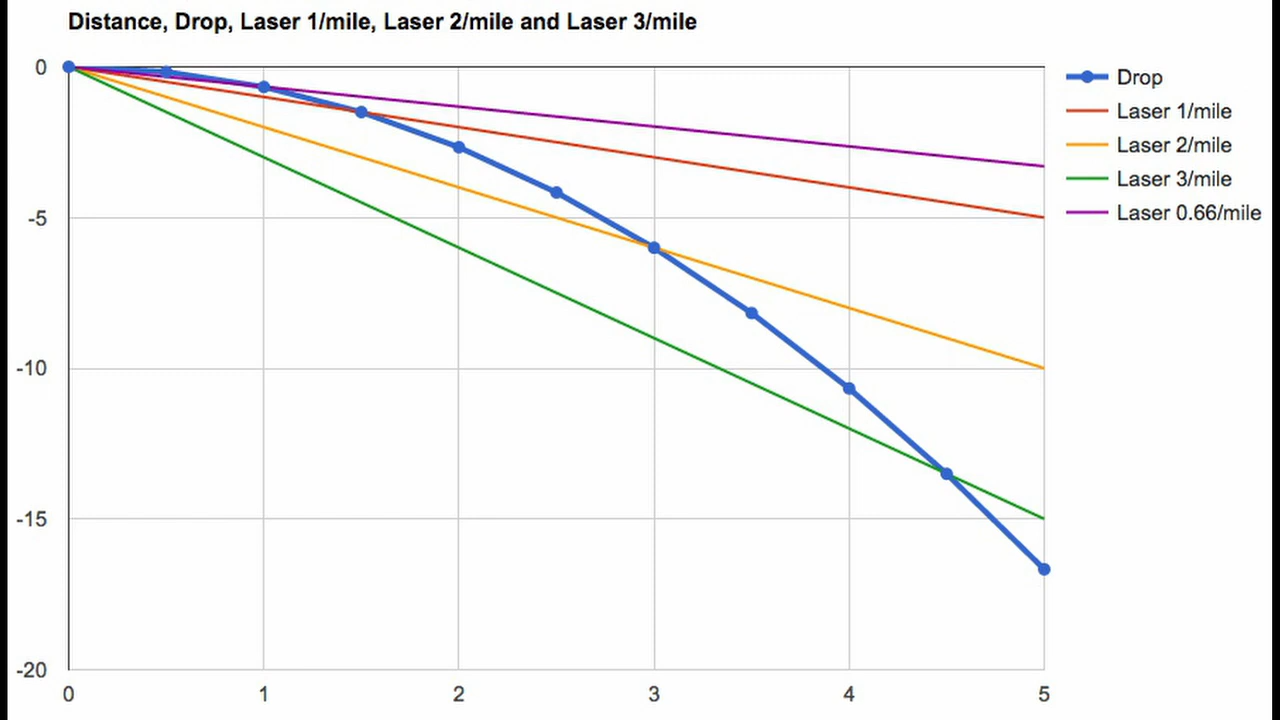 Distance, Drop, Laser 1/mile, Laser 2/mile and Laser 3/mile
0
-5
-10
-15
-20
0 1 2 3 4 5
Drop
Laser 1/mile
Laser 2/mile
Laser 3/mile
Laser 0.66/mile